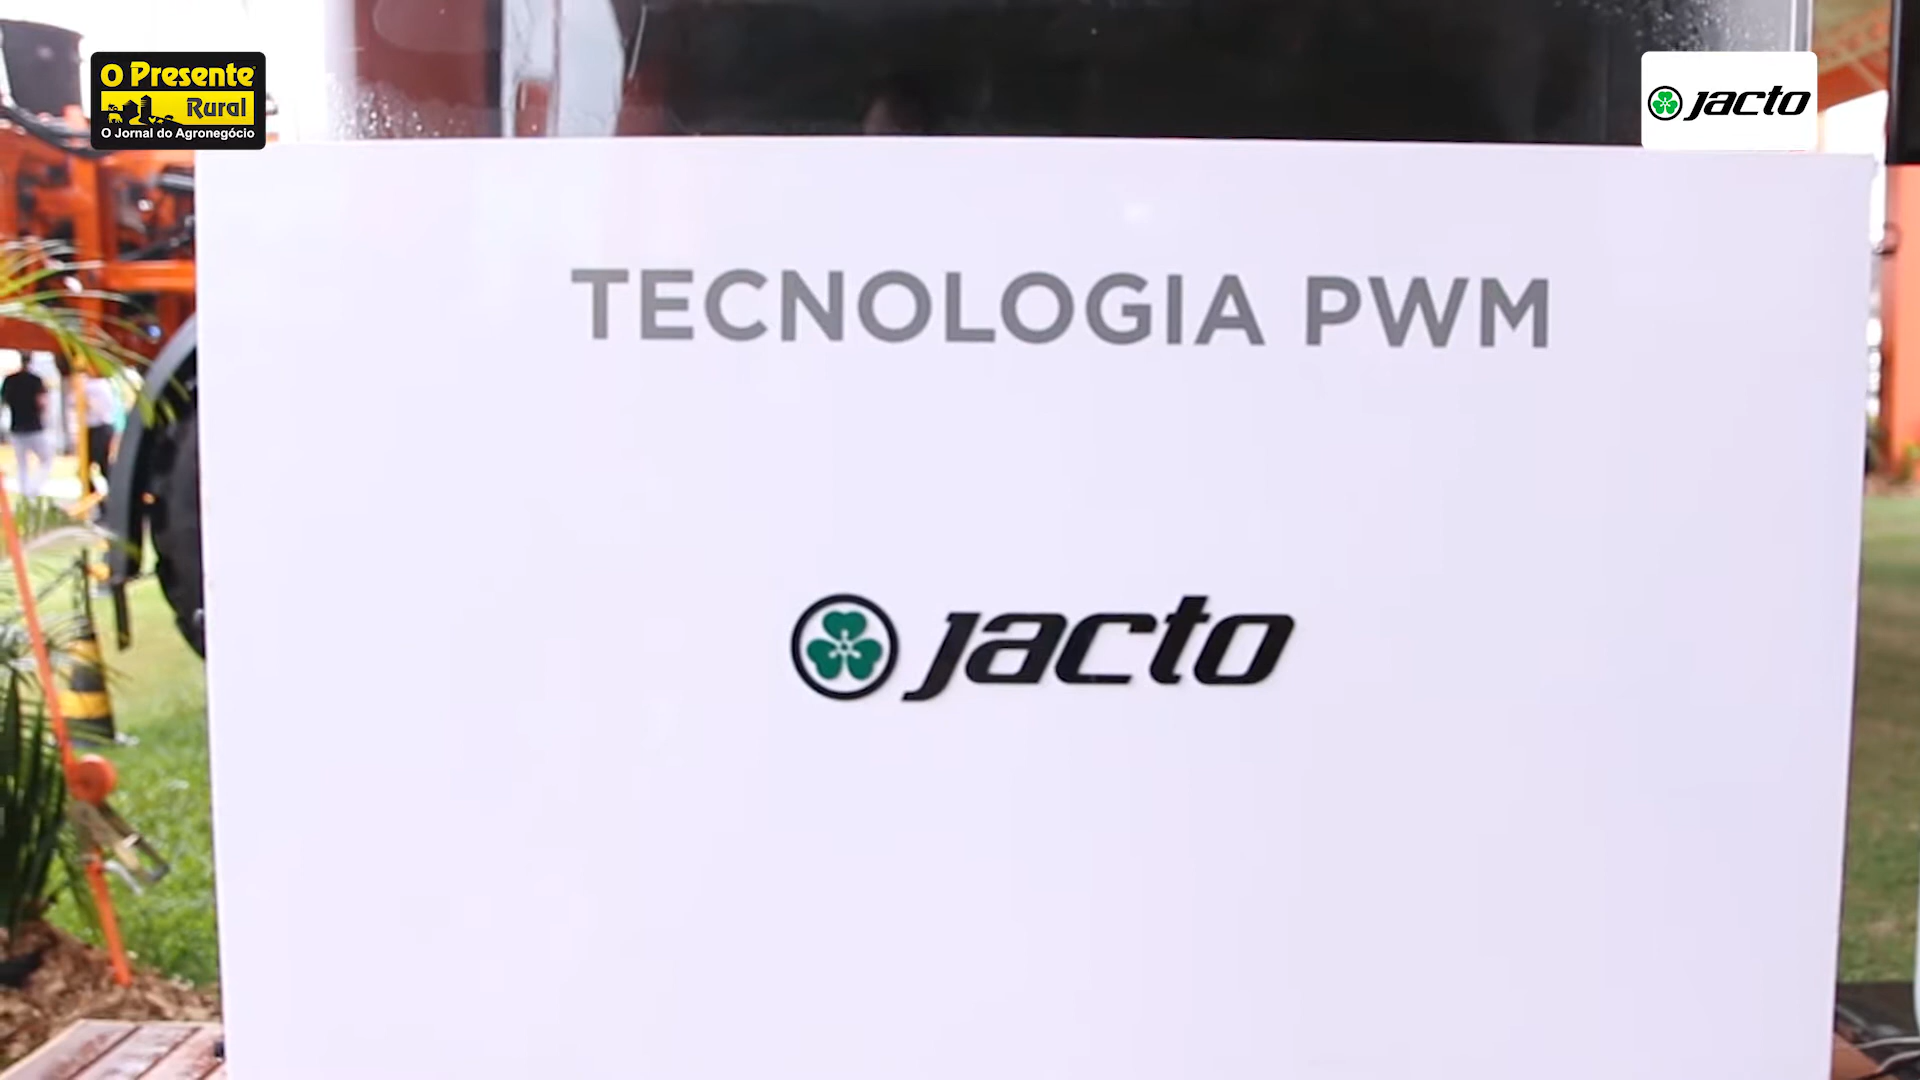 O Presente
Rural
O Jornal do Agronegócio
jacto
TECNOLOGIA PWM
jacto